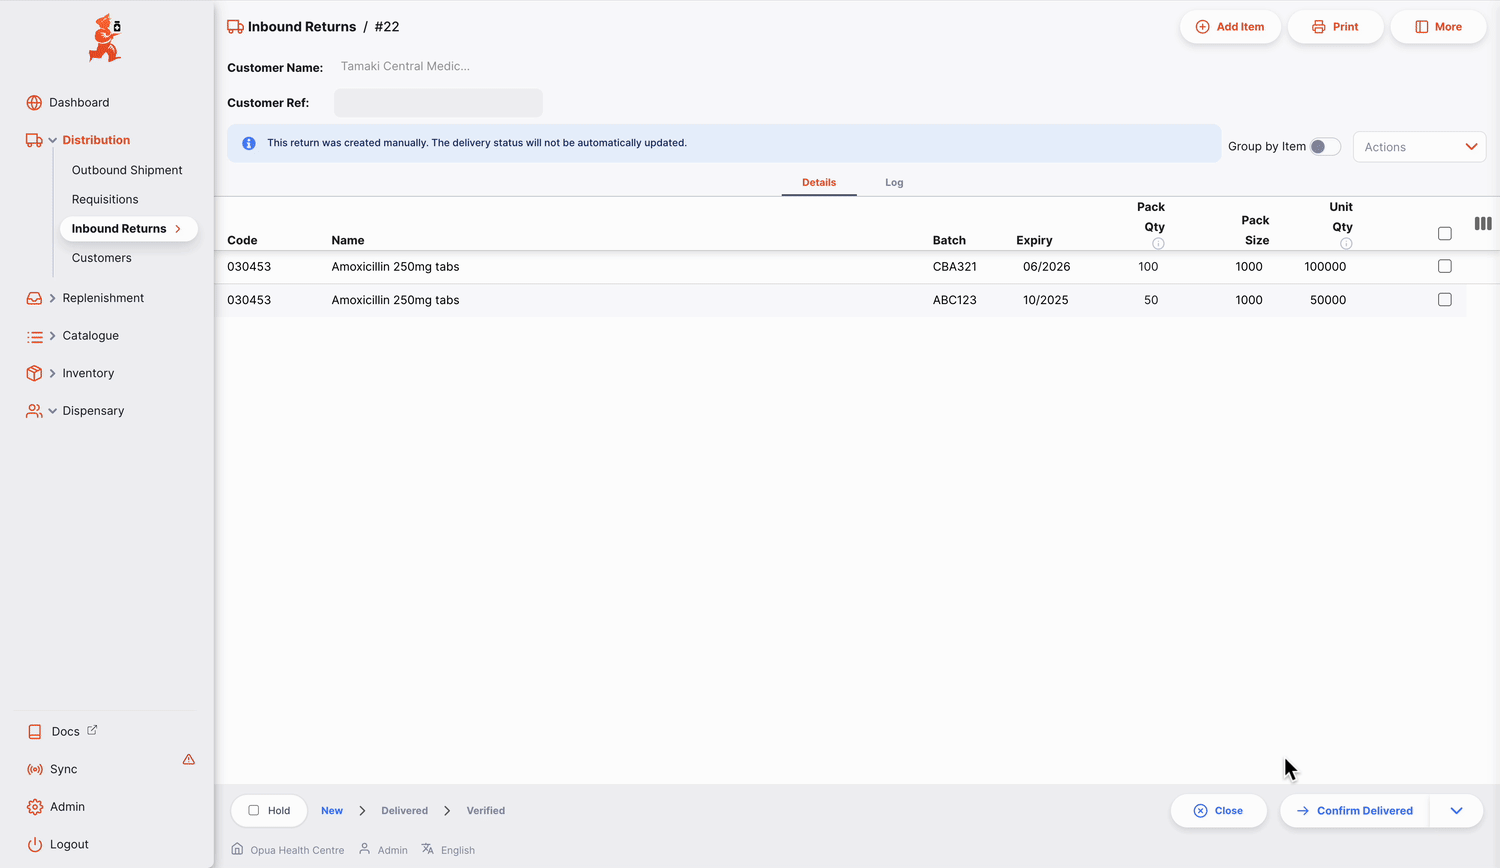 Inbound Returns / #22
Add Item
Print
More
Customer Name: Tamaki Central Medic...
Customer Ref:
This return was created manually. The delivery status will not be automatically updated.
Group by Item
Actions
Details
Log
Code Name Batch Expiry Pack Qty Pack Size Unit Qty
030453 Amoxicillin 250mg tabs CBA321 06/2026 100 1000 100000
030453 Amoxicillin 250mg tabs ABC123 10/2025 50 1000 50000
Dashboard
Distribution
Outbound Shipment
Requisitions
Inbound Returns
Customers
Replenishment
Catalogue
Inventory
Dispensary
Docs
Sync
Admin
Logout
Hold
New
Delivered
Verified
Close
Confirm Delivered
Opua Health Centre
Admin
English